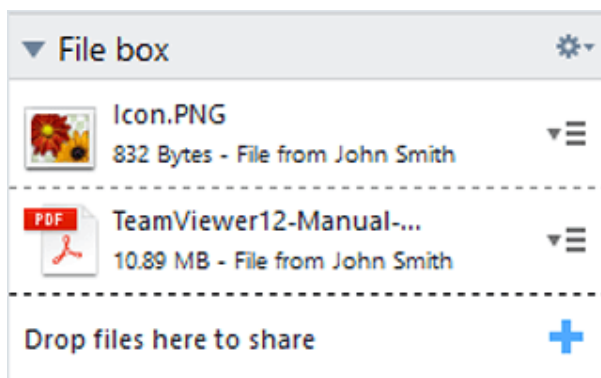 File box
Icon.PNG
832 Bytes - File from John Smith
PDF
TeamViewer12-Manual-...
10.89 MB - File from John Smith
Drop files here to share